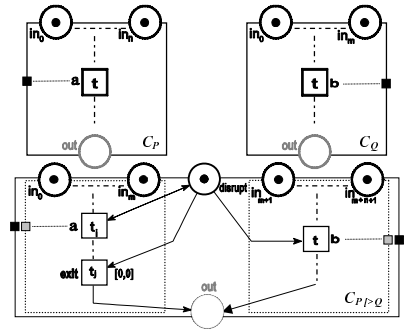 in0 inn in0 inm
a t t b
out CP out CQ
in0 inm disrupt inm+1 inm+n+1
a ti t b
exit tj [0,0] out
CP[>Q